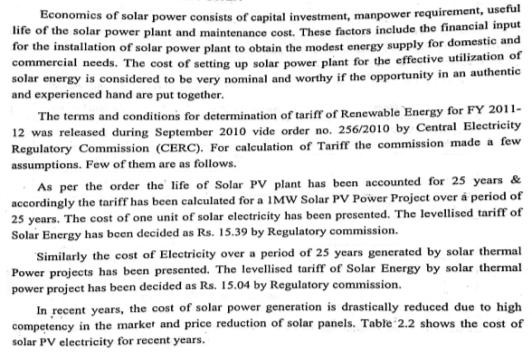 Economics of solar power consists of capital investment, manpower requirement, useful
life of the solar power plant and maintenance cost. These factors include the financial input
for the installation of solar power plant to obtain the modest energy supply for domestic and
commercial needs. The cost of setting up solar power plant for the effective utilization of
solar energy is considered to be very nominal and worthy if the opportunity in an authentic
and experienced hand are put together.
The terms and conditions for determination of tariff of Renewable Energy for FY 2011-
12 was released during September 2010 vide order no. 256/2010 by Central Electricity
Regulatory Commission (CERC). For calculation of Tariff the commission made a few
assumptions. Few of them are as follows.
As per the order the life of Solar PV plant has been accounted for 25 years &
accordingly the tariff has been calculated for a 1MW Solar PV Power Project over a period of
25 years. The cost of one unit of solar electricity has been presented. The levellised tariff of
Solar Energy has been decided as Rs. 15.39 by Regulatory commission.
Similarly the cost of Electricity over a period of 25 years generated by solar thermal
Power projects has been presented. The levellised tariff of Solar Energy by solar thermal
power project has been decided as Rs. 15.04 by Regulatory commission.
In recent years, the cost of solar power generation is drastically reduced due to high
competency in the market and price reduction of solar panels. Table 2.2 shows the cost of
solar PV electricity for recent years.